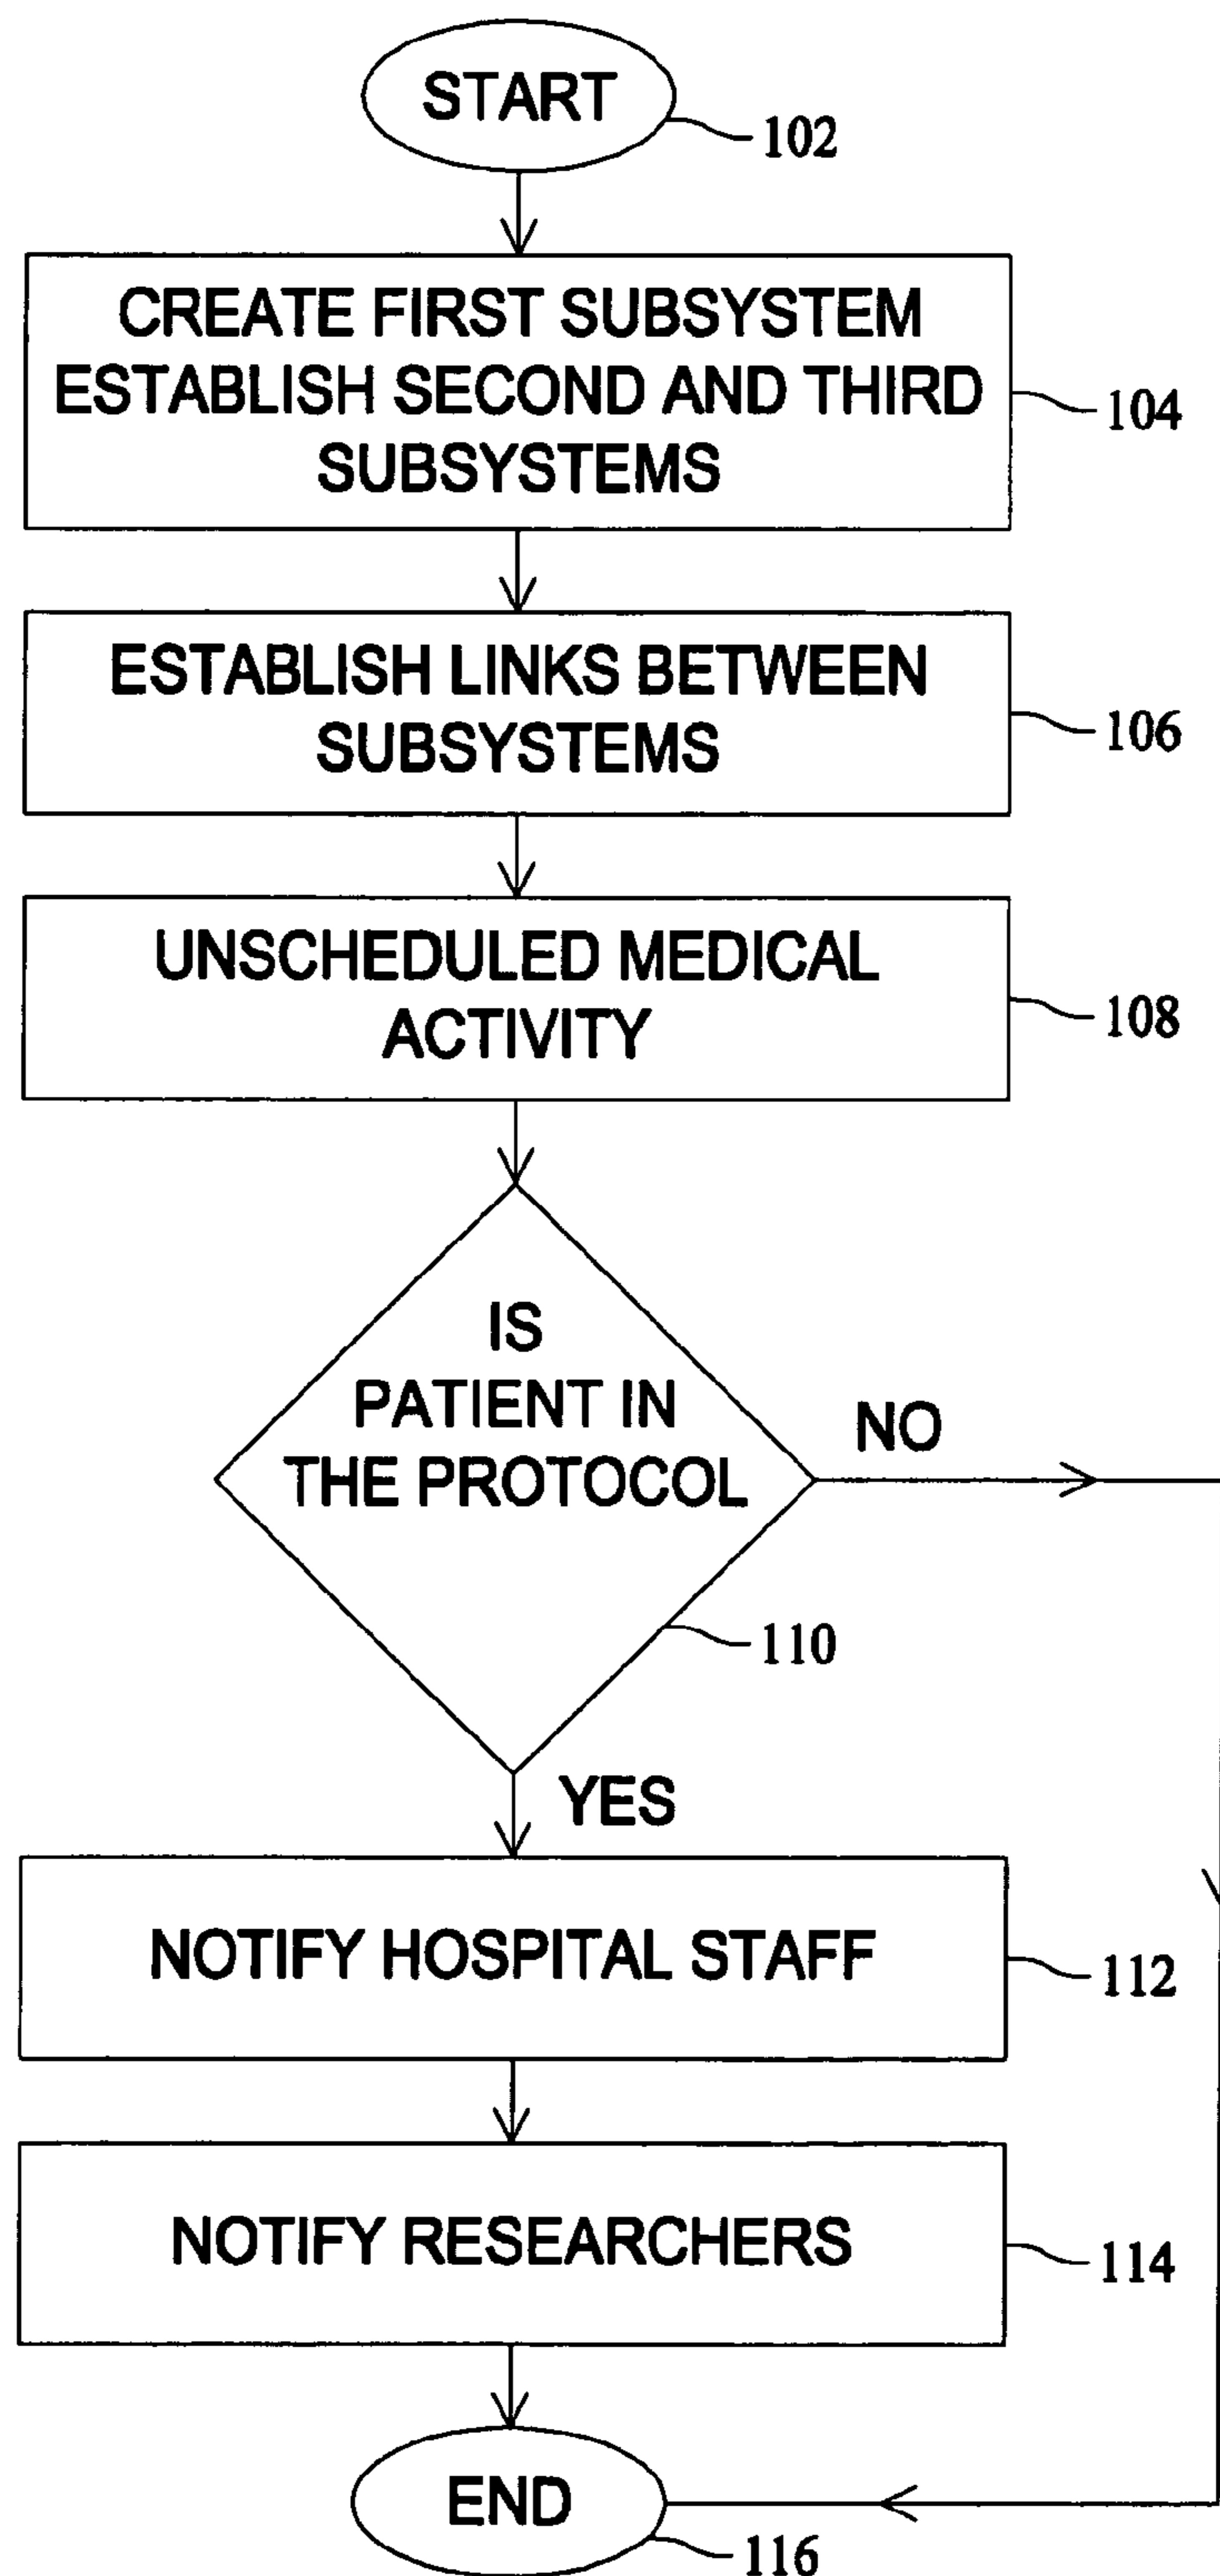 START
102
CREATE FIRST SUBSYSTEM
ESTABLISH SECOND AND THIRD
SUBSYSTEMS
104
ESTABLISH LINKS BETWEEN
SUBSYSTEMS
106
UNSCHEDULED MEDICAL
ACTIVITY
108
IS
PATIENT IN
THE PROTOCOL
NO
110
YES
NOTIFY HOSPITAL STAFF
112
NOTIFY RESEARCHERS
114
END
116